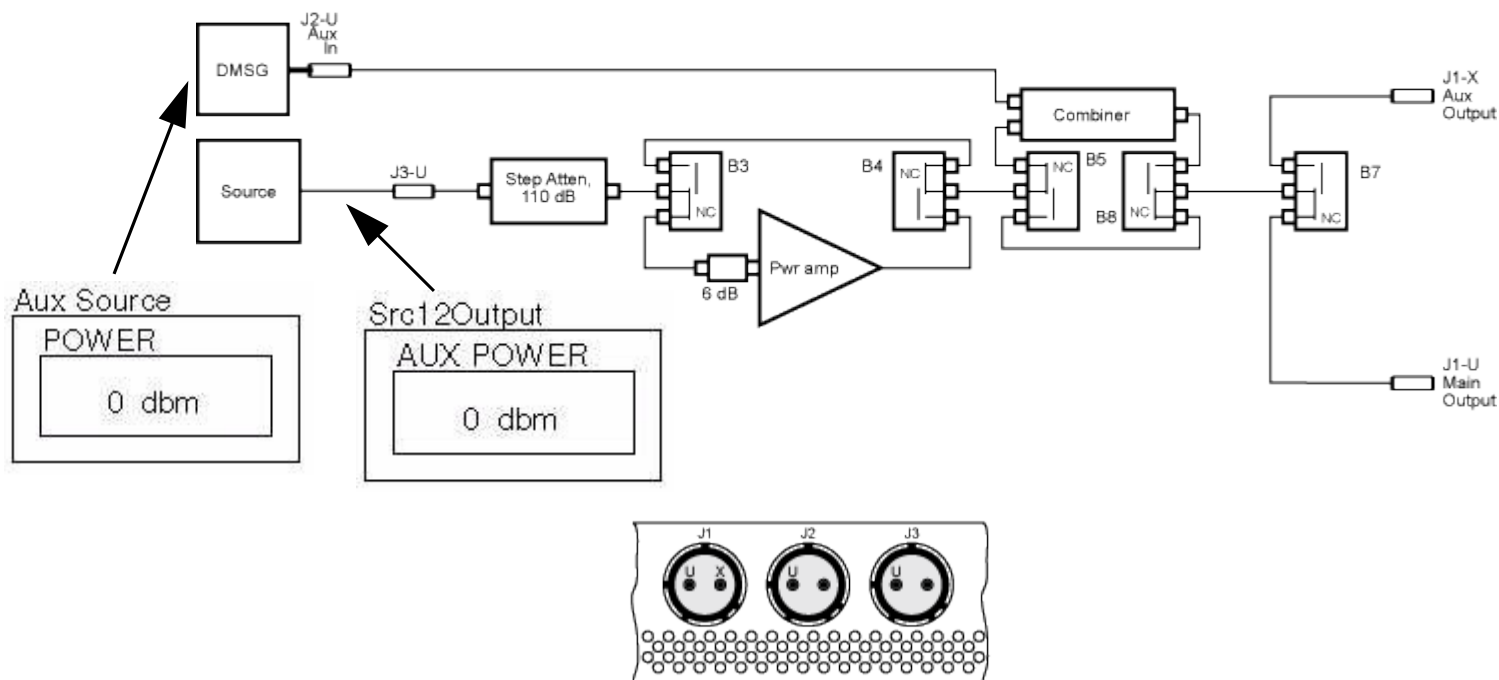 J2-U
Aux
In
DMSG
J1-X
Aux
Output
Combiner
Source
J3-U
Step Atten,
110 dB
B3
NC
B4
NC
B5
NC
B8
NC
B7
NC
6 dB
Pwr amp
J1-U
Main
Output
Aux Source
POWER
0 dbm
Src12Output
AUX POWER
0 dbm
J1
J2
J3
U
X
U
U